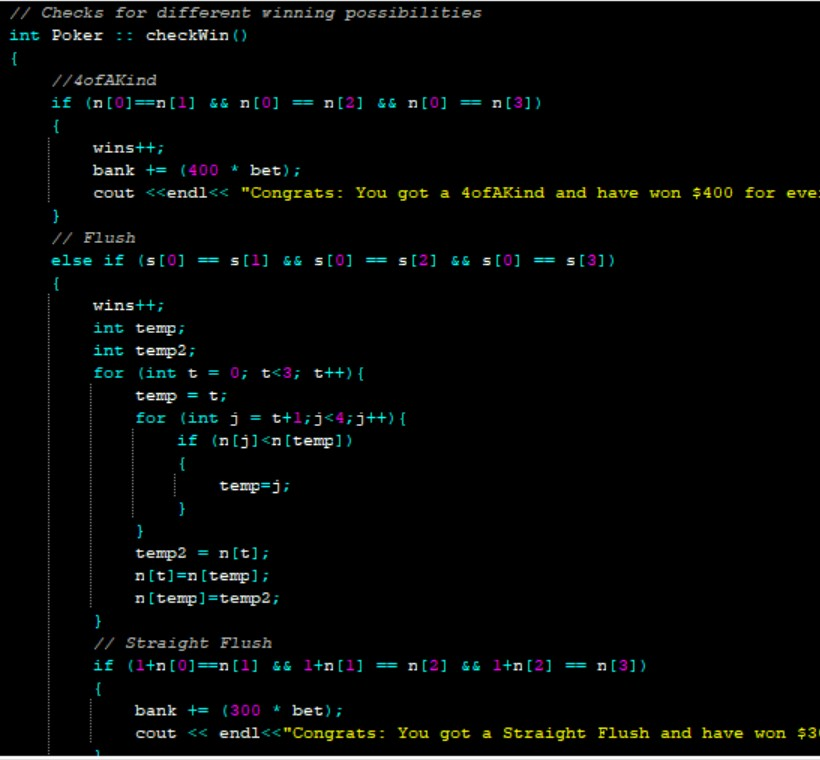 // Checks for different winning possibilities
int Poker :: checkWin()
{
//4ofAKind
if (n[0]==n[1] && n[0] == n[2] && n[0] == n[3])
{
wins++;
bank += (400 * bet);
cout <<endl<< "Congrats: You got a 4ofAKind and have won $400 for eve
}
// Flush
else if (s[0] == s[1] && s[0] == s[2] && s[0] == s[3])
{
wins++;
int temp;
int temp2;
for (int t = 0; t<3; t++){
temp = t;
for (int j = t+1;j<4;j++){
if (n[j]<n[temp])
{
temp=j;
}
}
temp2 = n[t];
n[t]=n[temp];
n[temp]=temp2;
}
// Straight Flush
if (1+n[0]==n[1] && 1+n[1] == n[2] && 1+n[2] == n[3])
{
bank += (300 * bet);
cout << endl<<"Congrats: You got a Straight Flush and have won $3